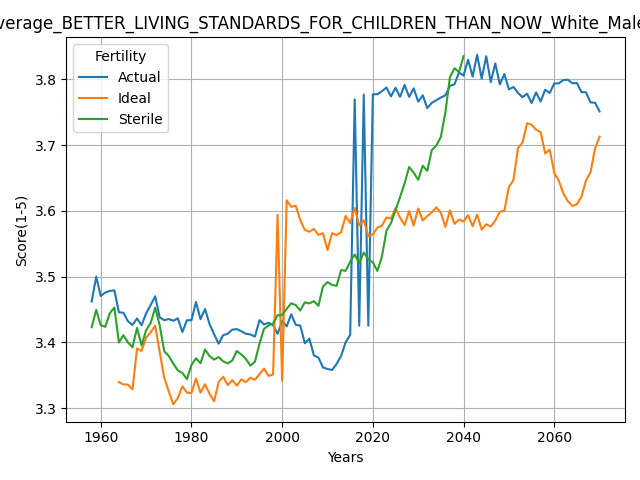 verage_BETTER_LIVING_STANDARDS_FOR_CHILDREN_THAN_NOW_White_Male
Fertility
Actual
Ideal
Sterile
Score(1-5)
3.8
3.7
3.6
3.5
3.4
3.3
1960 1980 2000 2020 2040 2060
Years